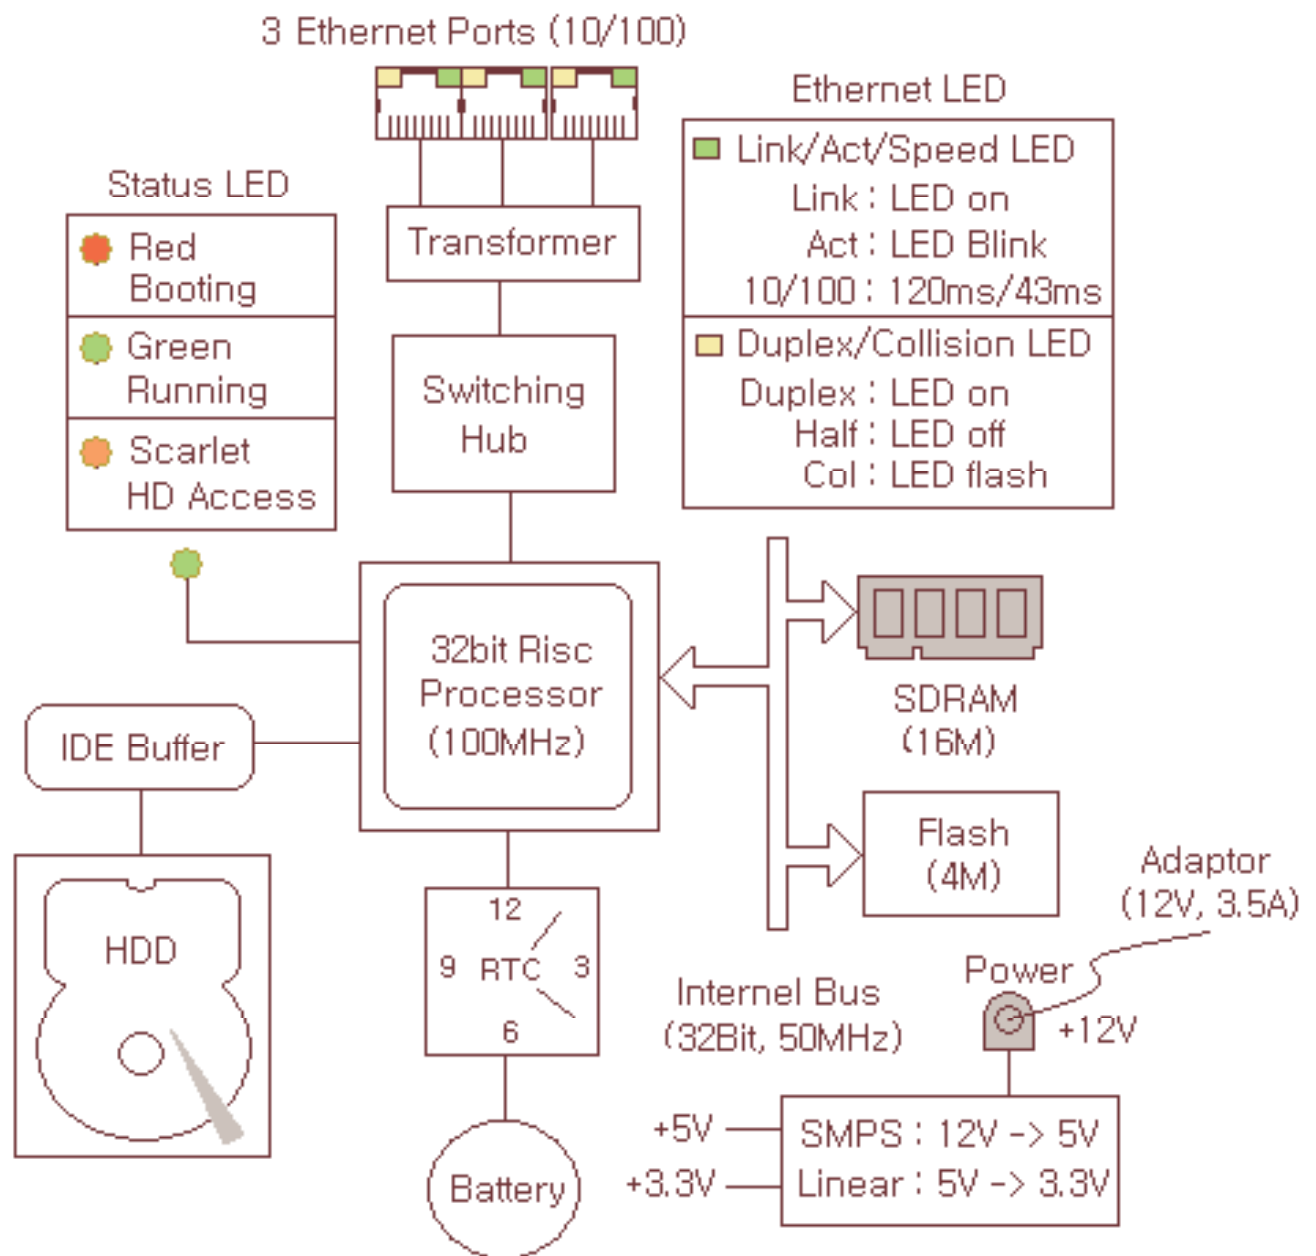 3 Ethernet Ports (10/100)
Ethernet LED
Link/Act/Speed LED
Link : LED on
Act : LED Blink
10/100 : 120ms/43ms
Duplex/Collision LED
Duplex : LED on
Half : LED off
Col : LED flash
Status LED
Red
Booting
Green
Running
Scarlet
HD Access
Transformer
Switching
Hub
32bit Risc
Processor
(100MHz)
IDE Buffer
HDD
SDRAM
(16M)
Flash
(4M)
12
9 RTC 3
6
Battery
Internel Bus
(32Bit, 50MHz)
Adaptor
(12V, 3.5A)
Power
+12V
+5V
SMPS : 12V -> 5V
+3.3V
Linear : 5V -> 3.3V